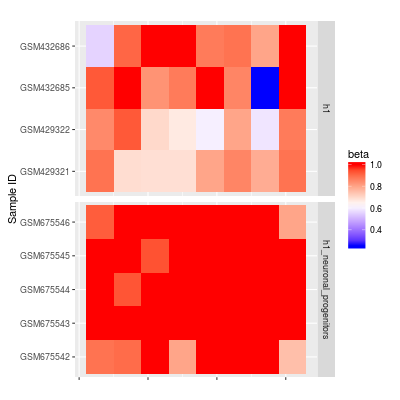 GSM432686
GSM432685
GSM429322
GSM429321
h1
GSM675546
GSM675545
GSM675544
GSM675543
GSM675542
h1_neuronal_progenitors
Sample ID
beta
1.0
0.8
0.6
0.4